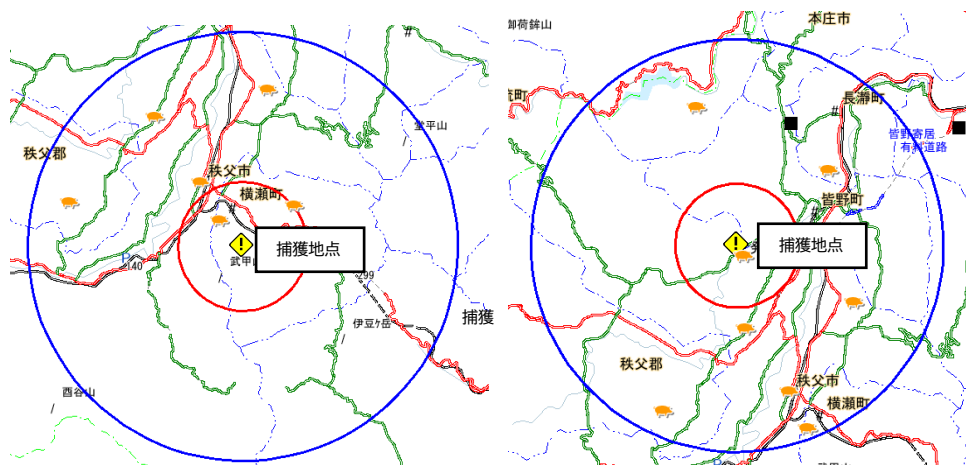 #
堂平山
秩父郡
秩父市
横瀬町
#
捕獲地点
武甲山
P
140
299
伊豆ケ岳
捕獲
酉谷山
御荷鉾山
本庄市
長瀞町
#
皆野寄居
有料道路
皆野町
#
捕獲地点
秩父郡
秩父市
横瀬町